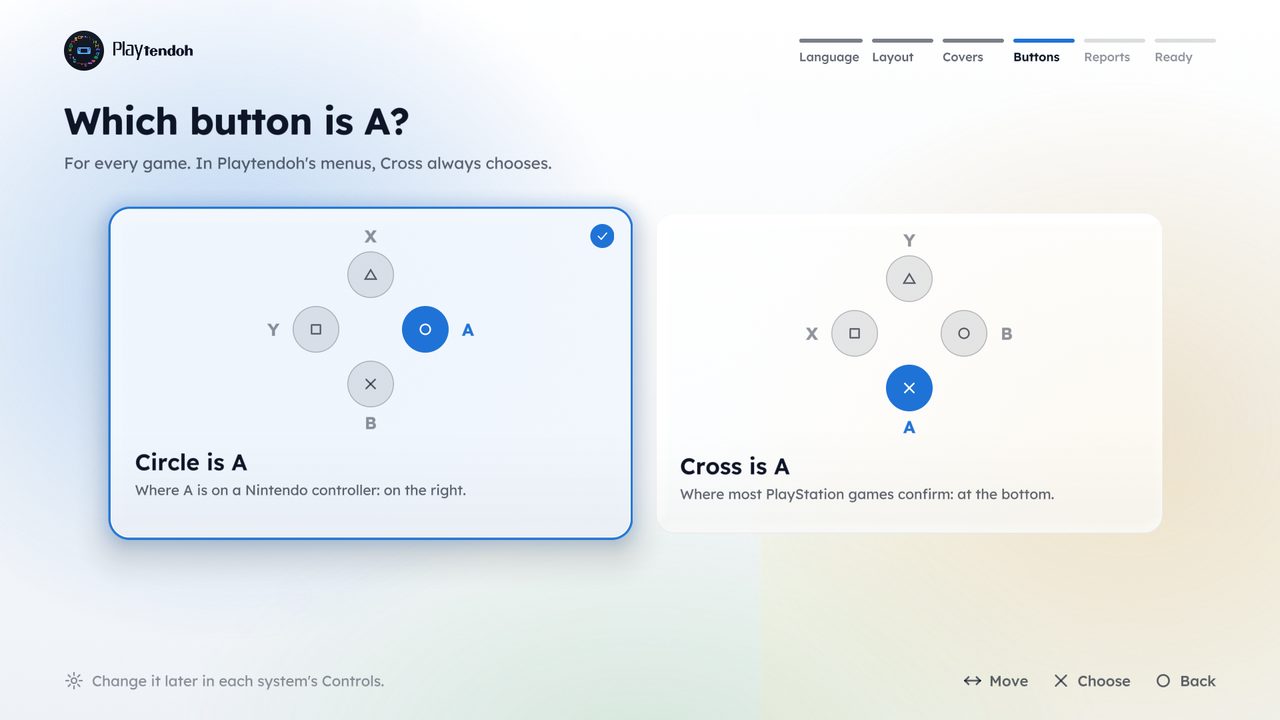 Playtendoh
Language Layout Covers Buttons Reports Ready
Which button is A?
For every game. In Playtendoh's menus, Cross always chooses.
X
Y
A
B
Circle is A
Where A is on a Nintendo controller: on the right.
Y
X
B
A
Cross is A
Where most PlayStation games confirm: at the bottom.
Change it later in each system's Controls.
Move Choose Back